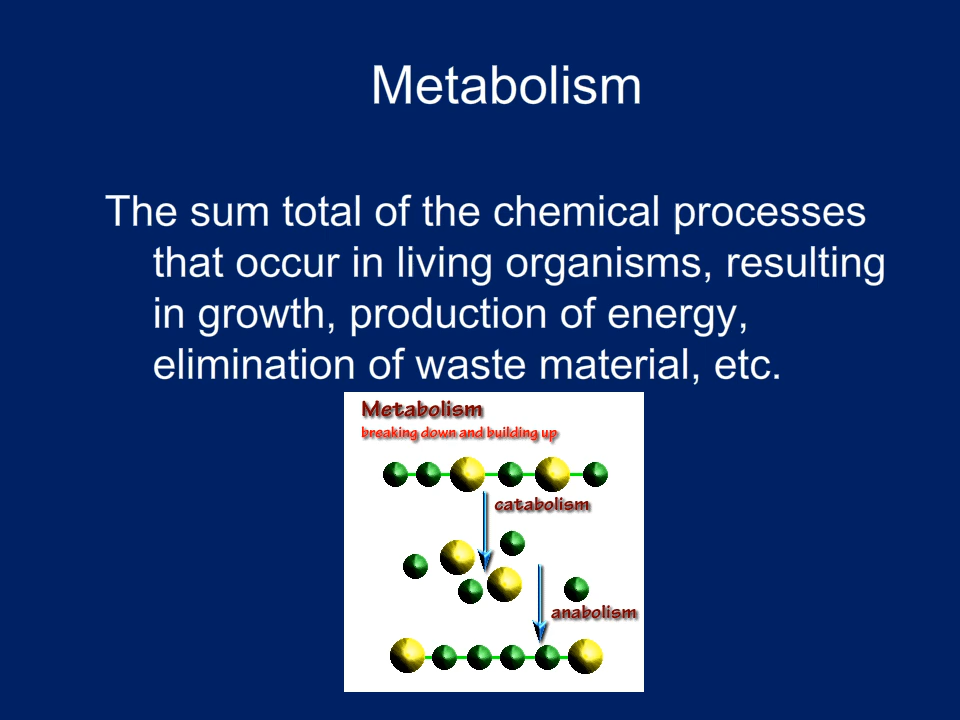 Metabolism
The sum total of the chemical processes
that occur in living organisms, resulting
in growth, production of energy,
elimination of waste material, etc.
Metabolism
breaking down and building up
catabolism
anabolism